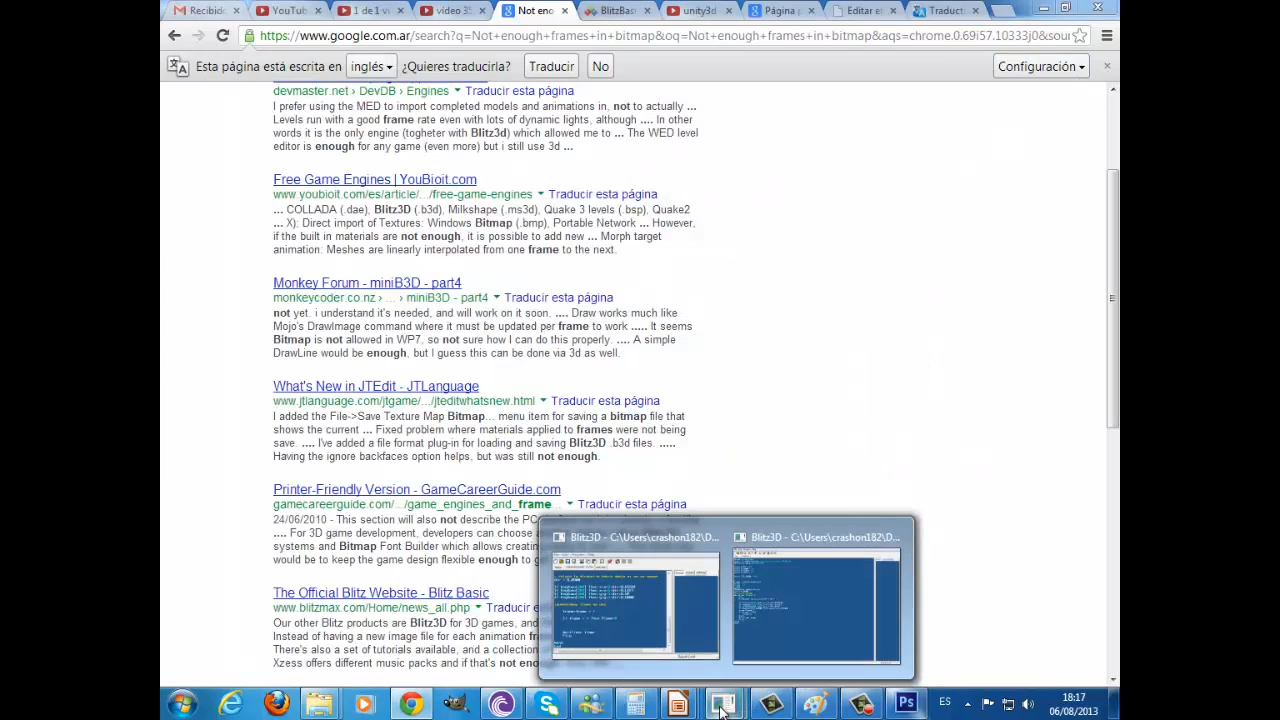 Recibido
YouTub
1 de1 v
video 35
Not eno
BlitzBas
unity3d
Página p
Editar e
Traduct
https://www.google.com.ar/search?q=Not+enough+frames+in+bitmap&oq=Not+enough+frames+in+bitmap&aqs=chrome.0.69i57.10333j0&sour
Esta página está escrita en inglés ¿Quieres traducirla? Traducir No Configuración
devmaster.net › DevDB › Engines Traducir esta página
I prefer using the MED to import completed models and animations in, not to actually ...
Levels run with a good frame rate even with lots of dynamic lights, although .... In other
words it is the only engine (togheter with Blitz3d) which allowed me to ... The WED level
editor is enough for any game (even more) but i still use 3d ...
Free Game Engines | YouBioit.com
www.youbioit.com/es/article/.../free-game-engines Traducir esta página
... COLLADA (.dae), Blitz3D (.b3d), Milkshape (.ms3d), Quake 3 levels (.bsp), Quake2
... X): Direct import of Textures: Windows Bitmap (.bmp), Portable Network ... However,
if the built in materials are not enough, it is possible to add new ... Morph target
animation: Meshes are linearly interpolated from one frame to the next.
Monkey Forum - miniB3D - part4
monkeycoder.co.nz › ... › miniB3D - part4 Traducir esta página
not yet. i understand it's needed, and will work on it soon. .... Draw works much like
Mojo's DrawImage command where it must be updated per frame to work ..... It seems
Bitmap is not allowed in WP7, so not sure how I can do this properly. .... A simple
DrawLine would be enough, but I guess this can be done via 3d as well.
What's New in JTEdit - JTLanguage
www.jtlanguage.com/jtgame/.../jteditwhatsnew.html Traducir esta página
I added the File->Save Texture Map Bitmap... menu item for saving a bitmap file that
shows the current ... Fixed problem where materials applied to frames were not being
save. .... I've added a file format plug-in for loading and saving Blitz3D .b3d files. .....
Having the ignore backfaces option helps, but was still not enough.
Printer-Friendly Version - GameCareerGuide.com
gamecareerguide.com/.../game_engines_and_frame... Traducir esta página
24/06/2010 - This section will also not describe the PC
... For 3D game development, developers can choose
systems and Bitmap Font Builder which allows creatin
would be to keep the game design flexible enough to
The Official Blitz Website - Blitz Basic
www.blitzmax.com/Home/news_all.php Traducir e
Our other Blitz products are Blitz3D for 3D games, and
Instead of having a new image file for each animation f
There's also a set of tutorials available, and a collection
Xzess offers different music packs and if that's not enou
Blitz3D - C:\Users\crashon182\D...
Blitz3D - C:\Users\crashon182\D...
ES
18:17
06/08/2013
Ps